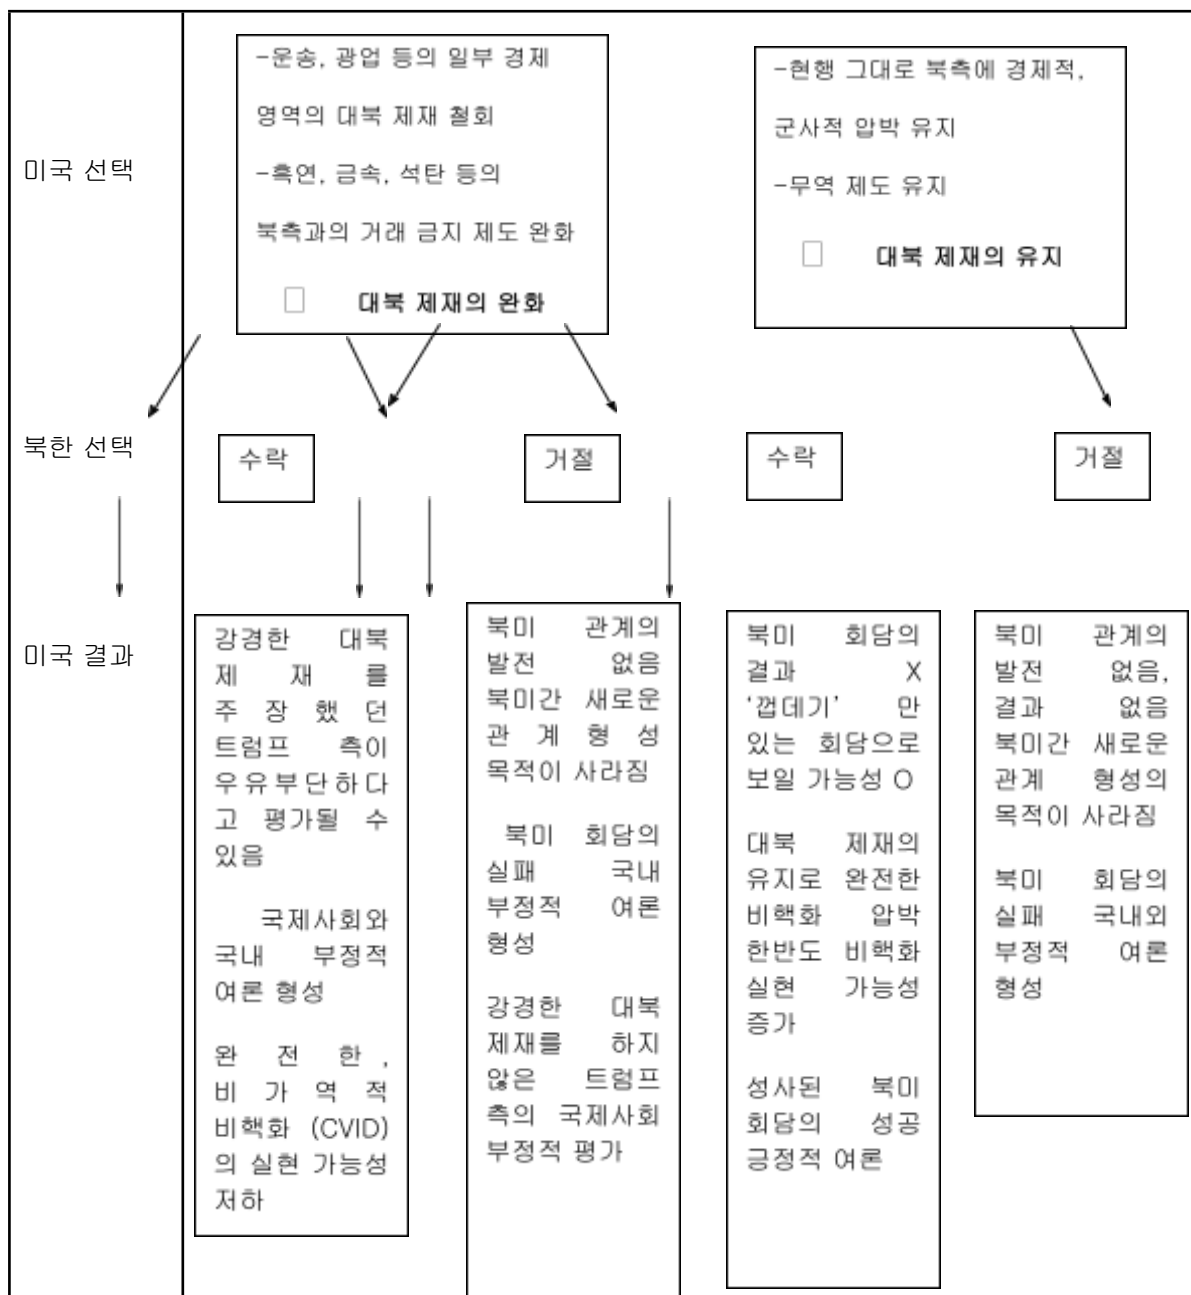 미국 선택
-운송, 광업 등의 일부 경제
영역의 대북 제재 철회
-흑연, 금속, 석탄 등의
북측과의 거래 금지 제도 완화
대북 제재의 완화
-현행 그대로 북측에 경제적,
군사적 압박 유지
-무역 제도 유지
대북 제재의 유지
북한 선택
수락
거절
수락
거절
미국 결과
강경한 대북
제 재 를
주 장 했 던
트럼프 측이
우유부단하다
고 평가될 수
있음
국제사회와
국내 부정적
여론 형성
완 전 한 ,
비 가 역 적
비핵화 (CVID)
의 실현 가능성
저하
북미 관계의
발전 없음
북미간 새로운
관 계 형 성
목적이 사라짐
북미 회담의
실패 국내
부정적 여론
형성
강경한 대북
제재를 하지
않은 트럼프
측의 국제사회
부정적 평가
북미 회담의
결과 X
‘껍데기’ 만
있는 회담으로
보일 가능성 O
대북 제재의
유지로 완전한
비핵화 압박
한반도 비핵화
실현 가능성
증가
성사된 북미
회담의 성공
긍정적 여론
북미 관계의
발전 없음,
결과 없음
북미간 새로운
관계 형성의
목적이 사라짐
북미 회담의
실패 국내외
부정적 여론
형성